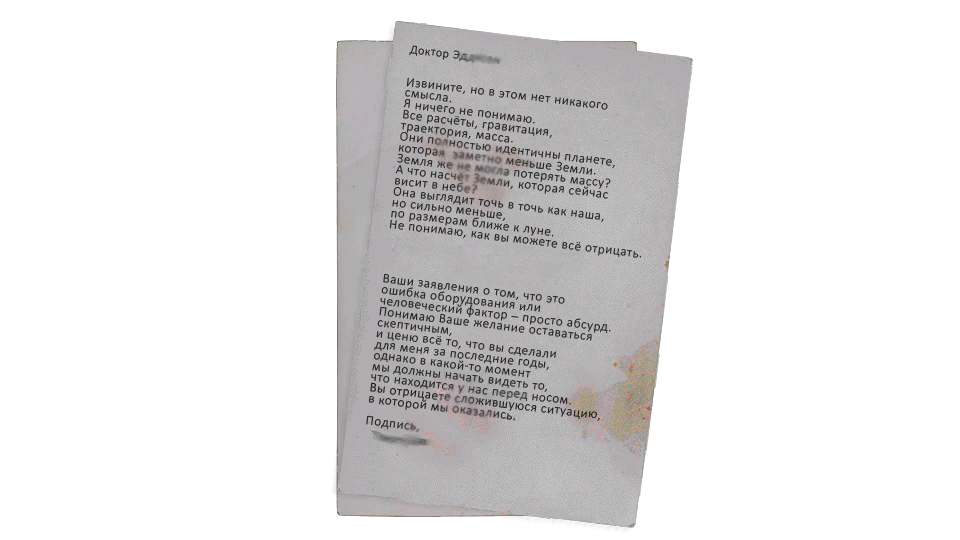 Доктор
Извините, но в этом нет никакого
смысла.
Я ничего не понимаю.
Все расчёты, гравитация,
траектория, масса.
Они полностью идентичны планете,
которая заметно меньше Земли.
Земля же не могла потерять массу?
А что насчёт Земли, которая сейчас
висит в небе?
Она выглядит точь в точь как наша,
но сильно меньше,
по размерам ближе к луне.
Не понимаю, как вы можете всё отрицать.
Ваши заявления о том, что это
ошибка оборудования или
человеческий фактор – просто абсурд.
Понимаю Ваше желание оставаться
скептичным,
и ценю всё то, что вы сделали
для меня за последние годы,
однако в какой-то момент
мы должны начать видеть то,
что находится у нас перед носом.
Вы отрицаете сложившуюся ситуацию,
в которой мы оказались.
Подпись,